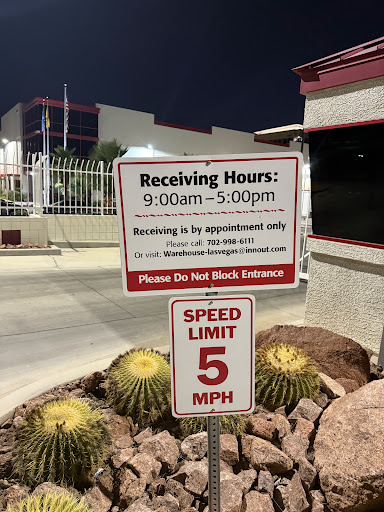 Receiving Hours:
9:00am – 5:00pm
Receiving is by appointment only
Please call: 702-998-6111
Or visit: Warehouse-lasvegas@innout.com
Please Do Not Block Entrance
SPEED
LIMIT
5
MPH